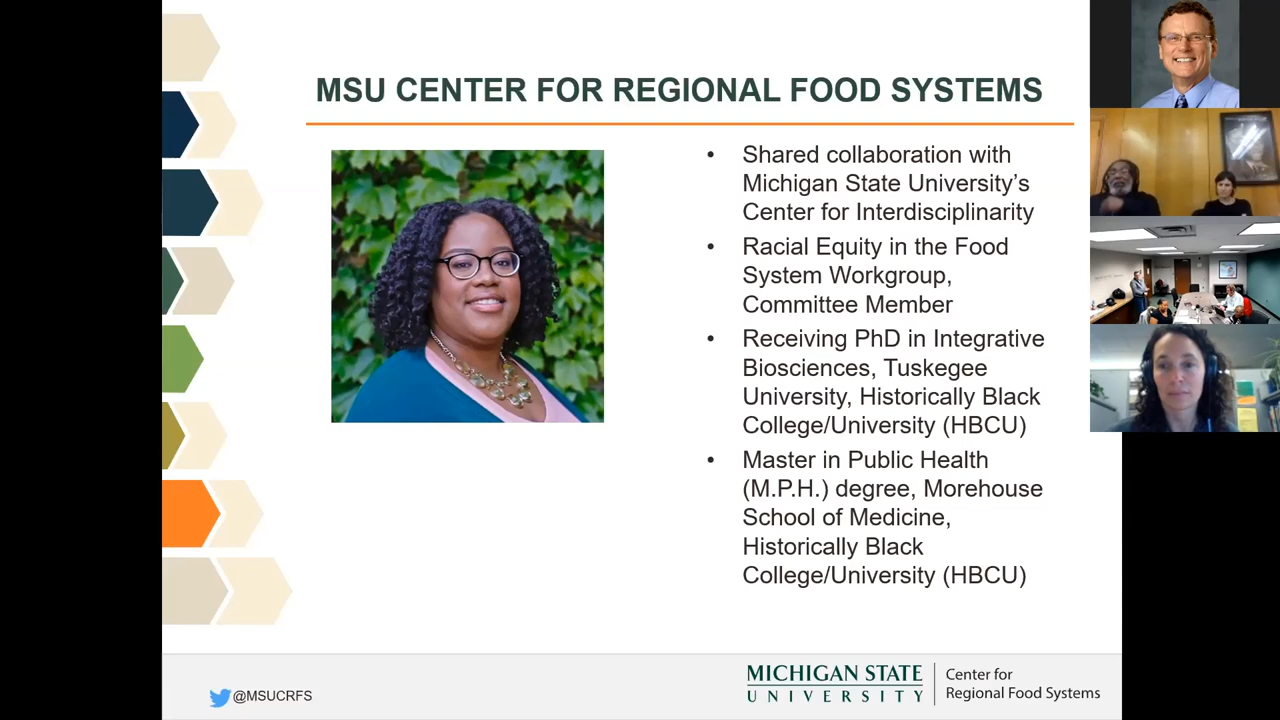 MSU CENTER FOR REGIONAL FOOD SYSTEMS
• Shared collaboration with
Michigan State University’s
Center for Interdisciplinarity
• Racial Equity in the Food
System Workgroup,
Committee Member
• Receiving PhD in Integrative
Biosciences, Tuskegee
University, Historically Black
College/University (HBCU)
• Master in Public Health
(M.P.H.) degree, Morehouse
School of Medicine,
Historically Black
College/University (HBCU)
@MSUCRFS
MICHIGAN STATE
UNIVERSITY
Center for
Regional Food Systems